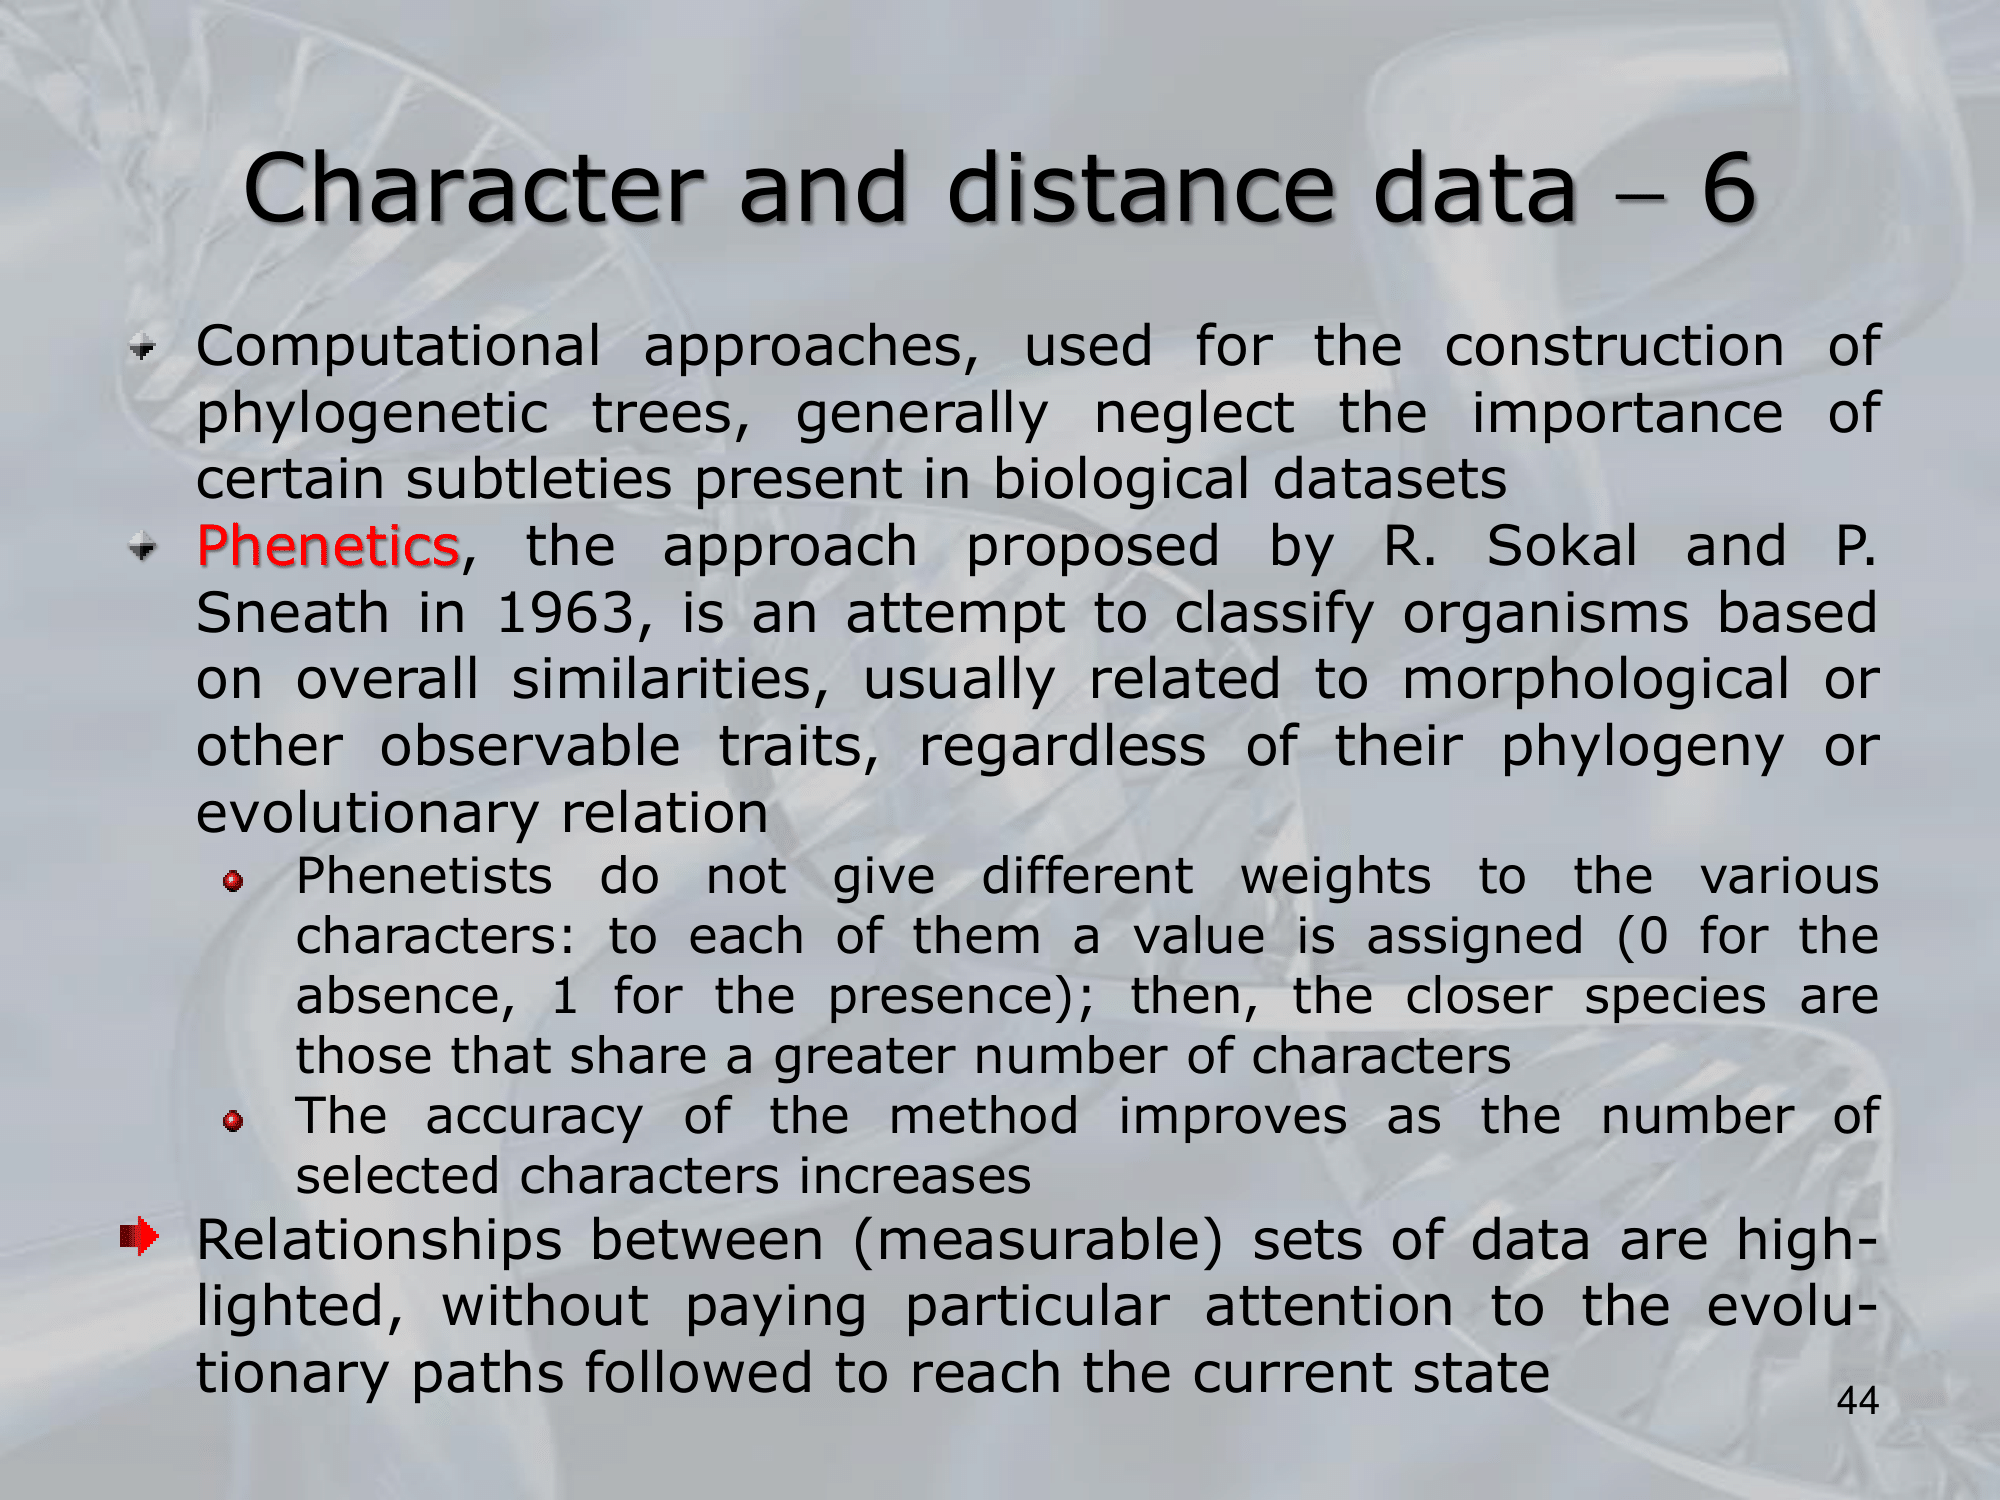 Character and distance data – 6
Computational approaches, used for the construction of
phylogenetic trees, generally neglect the importance of
certain subtleties present in biological datasets
Phenetics, the approach proposed by R. Sokal and P.
Sneath in 1963, is an attempt to classify organisms based
on overall similarities, usually related to morphological or
other observable traits, regardless of their phylogeny or
evolutionary relation
Phenetists do not give different weights to the various
characters: to each of them a value is assigned (0 for the
absence, 1 for the presence); then, the closer species are
those that share a greater number of characters
The accuracy of the method improves as the number of
selected characters increases
Relationships between (measurable) sets of data are high-
lighted, without paying particular attention to the evolu-
tionary paths followed to reach the current state
44